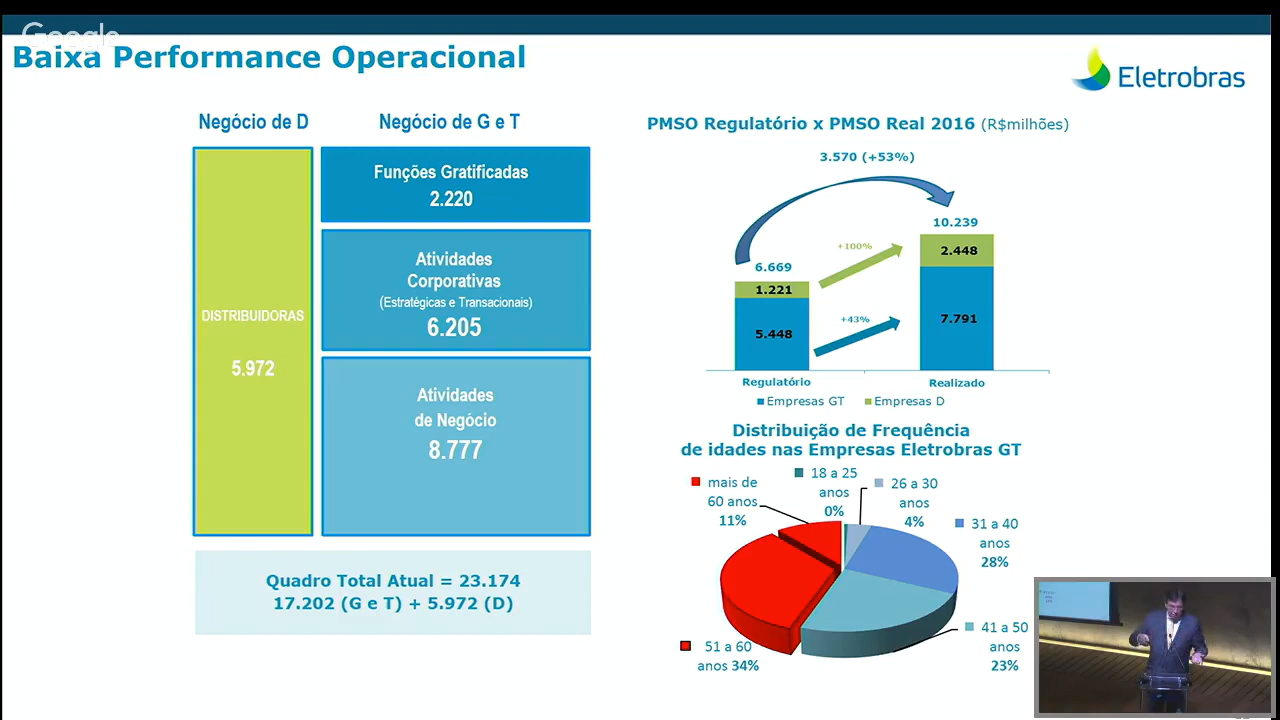 Google
Baixa Performance Operacional
Eletrobras
Negócio de D
Negócio de G e T
DISTRIBUIDORAS
5.972
Funções Gratificadas
2.220
Atividades
Corporativas
(Estratégicas e Transacionais)
6.205
Atividades
de Negócio
8.777
Quadro Total Atual = 23.174
17.202 (G e T) + 5.972 (D)
PMSO Regulatório x PMSO Real 2016 (R$milhões)
3.570 (+53%)
10.239
2.448
7.791
+100%
+43%
6.669
1.221
5.448
Regulatório
Realizado
Empresas GT
Empresas D
Distribuição de Frequência
de idades nas Empresas Eletrobras GT
mais de
60 anos
11%
18 a 25
anos
0%
26 a 30
anos
4%
31 a 40
anos
28%
41 a 50
anos
23%
51 a 60
anos 34%